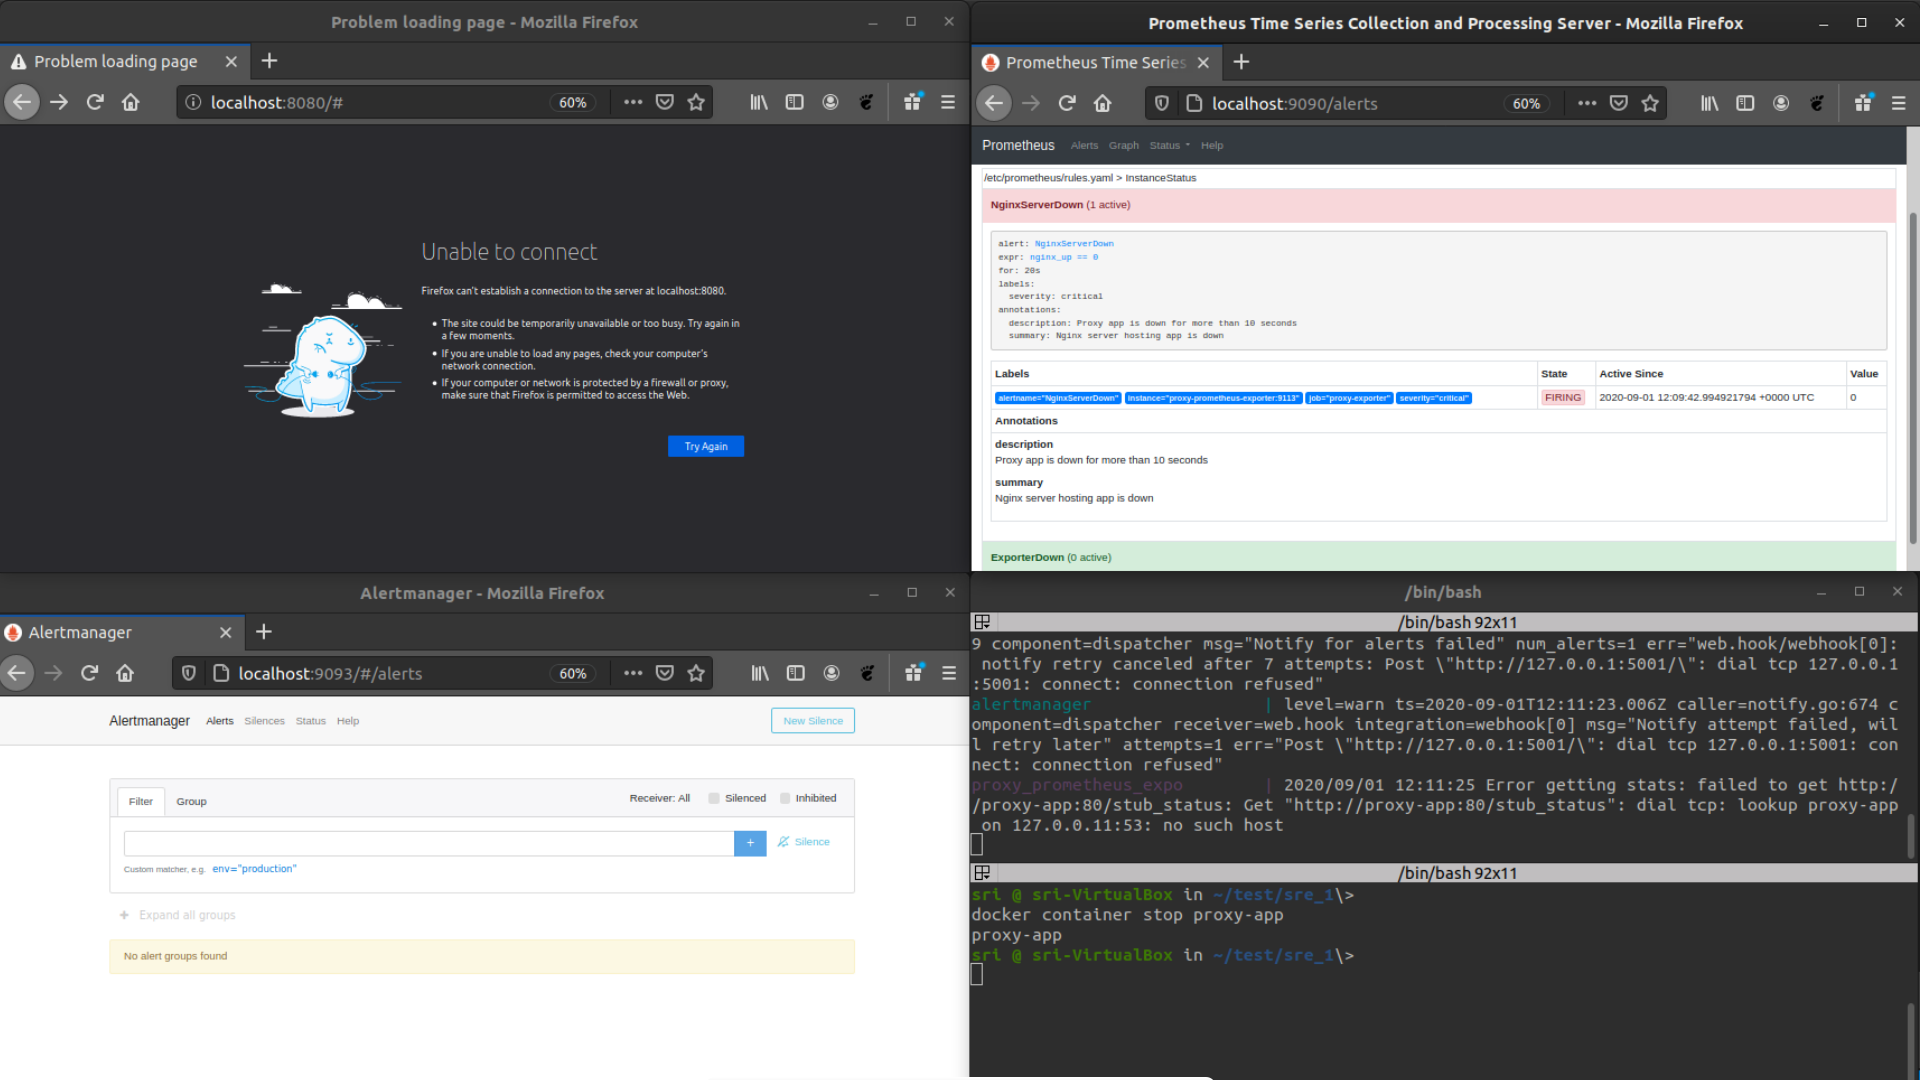 Problem loading page - Mozilla Firefox
Problem loading page
localhost:8080/#
60%
Unable to connect
Firefox can't establish a connection to the server at localhost:8080.
The site could be temporarily unavailable or too busy. Try again in
a few moments.
If you are unable to load any pages, check your computer's
network connection.
If your computer or network is protected by a firewall or proxy,
make sure that Firefox is permitted to access the Web.
Try Again
Prometheus Time Series Collection and Processing Server - Mozilla Firefox
Prometheus Time Series
localhost:9090/alerts
60%
Prometheus Alerts Graph Status Help
/etc/prometheus/rules.yaml > InstanceStatus
NginxServerDown (1 active)
alert: NginxServerDown
expr: nginx_up == 0
for: 20s
labels:
severity: critical
annotations:
description: Proxy app is down for more than 10 seconds
summary: Nginx server hosting app is down
Labels State Active Since Value
alertname="NginxServerDown" instance="proxy-prometheus-exporter:9113" job="proxy-exporter" severity="critical" FIRING 2020-09-01 12:09:42.994921794 +0000 UTC 0
Annotations
description
Proxy app is down for more than 10 seconds
summary
Nginx server hosting app is down
ExporterDown (0 active)
Alertmanager - Mozilla Firefox
Alertmanager
localhost:9093/#/alerts
60%
Alertmanager Alerts Silences Status Help New Silence
Filter Group Receiver: All Silenced Inhibited
+ Silence
Custom matcher, e.g. env="production"
+ Expand all groups
No alert groups found
/bin/bash
/bin/bash 92x11
9 component=dispatcher msg="Notify for alerts failed" num_alerts=1 err="web.hook/webhook[0]:
notify retry canceled after 7 attempts: Post \"http://127.0.0.1:5001/\": dial tcp 127.0.0.1
:5001: connect: connection refused"
alertmanager | level=warn ts=2020-09-01T12:11:23.006Z caller=notify.go:674 c
omponent=dispatcher receiver=web.hook integration=webhook[0] msg="Notify attempt failed, wil
l retry later" attempts=1 err="Post \"http://127.0.0.1:5001/\": dial tcp 127.0.0.1:5001: con
nect: connection refused"
proxy_prometheus_expo | 2020/09/01 12:11:25 Error getting stats: failed to get http:/
/proxy-app:80/stub_status: Get "http://proxy-app:80/stub_status": dial tcp: lookup proxy-app
on 127.0.0.11:53: no such host
/bin/bash 92x11
sri @ sri-VirtualBox in ~/test/sre_1\>
docker container stop proxy-app
proxy-app
sri @ sri-VirtualBox in ~/test/sre_1\>